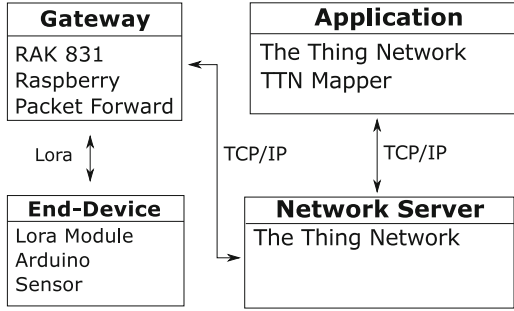 Gateway
RAK 831
Raspberry
Packet Forward
Application
The Thing Network
TTN Mapper
Lora
TCP/IP
TCP/IP
End-Device
Lora Module
Arduino
Sensor
Network Server
The Thing Network